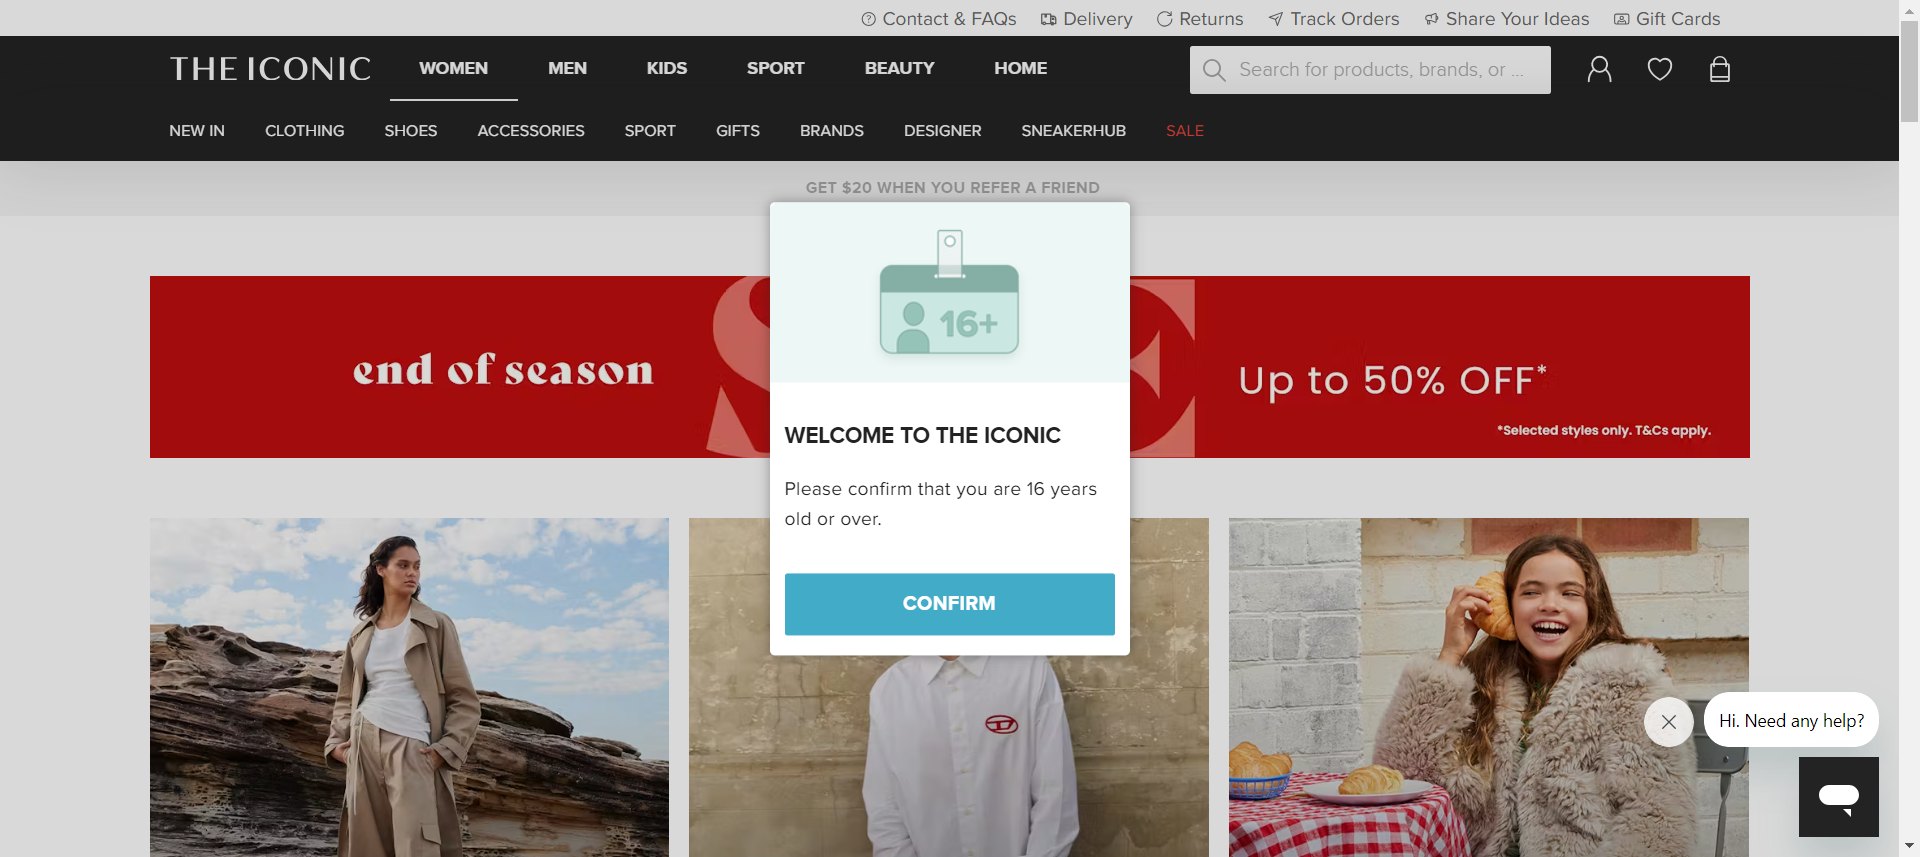 Contact & FAQs Delivery Returns Track Orders Share Your Ideas Gift Cards
THE ICONIC WOMEN MEN KIDS SPORT BEAUTY HOME Search for products, brands, or ...
NEW IN CLOTHING SHOES ACCESSORIES SPORT GIFTS BRANDS DESIGNER SNEAKERHUB SALE
GET $20 WHEN YOU REFER A FRIEND
end of season
Up to 50% OFF*
*Selected styles only. T&Cs apply.
16+
WELCOME TO THE ICONIC
Please confirm that you are 16 years
old or over.
CONFIRM
Hi. Need any help?